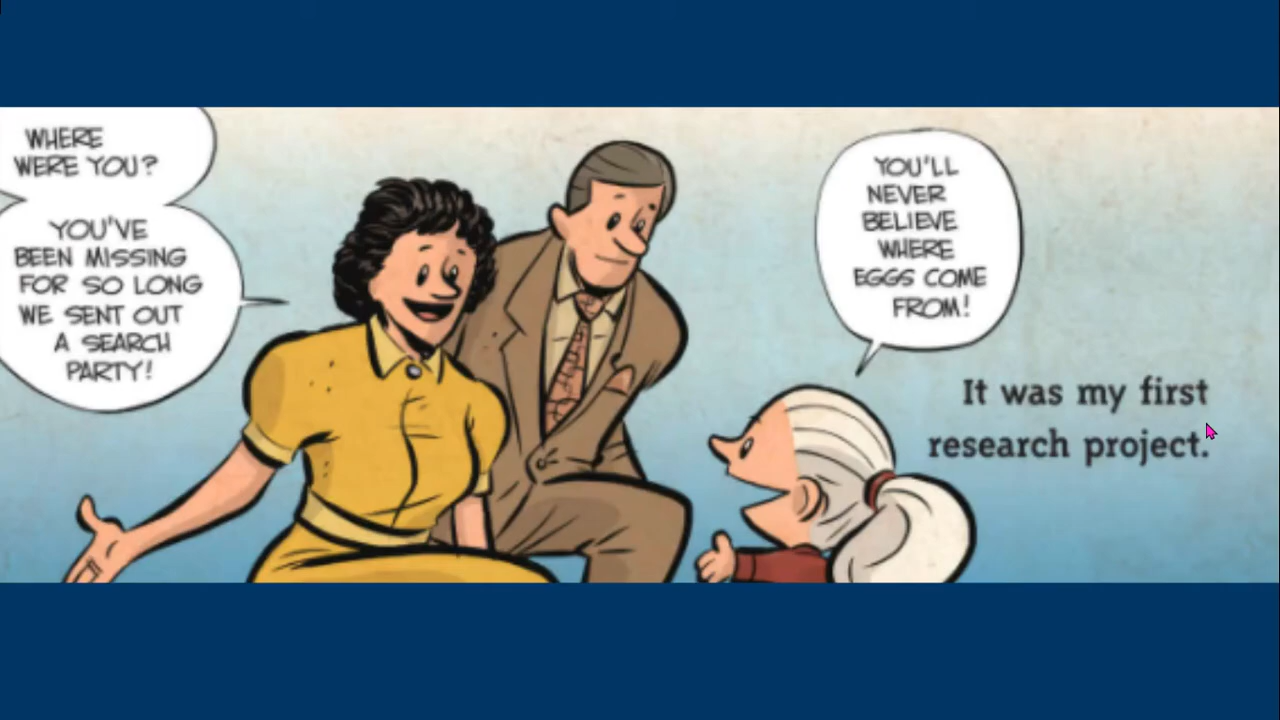 WHERE
WERE YOU?
YOU'VE
BEEN MISSING
FOR SO LONG
WE SENT OUT
A SEARCH
PARTY!
YOU'LL
NEVER
BELIEVE
WHERE
EGGS COME
FROM!
It was my first
research project.